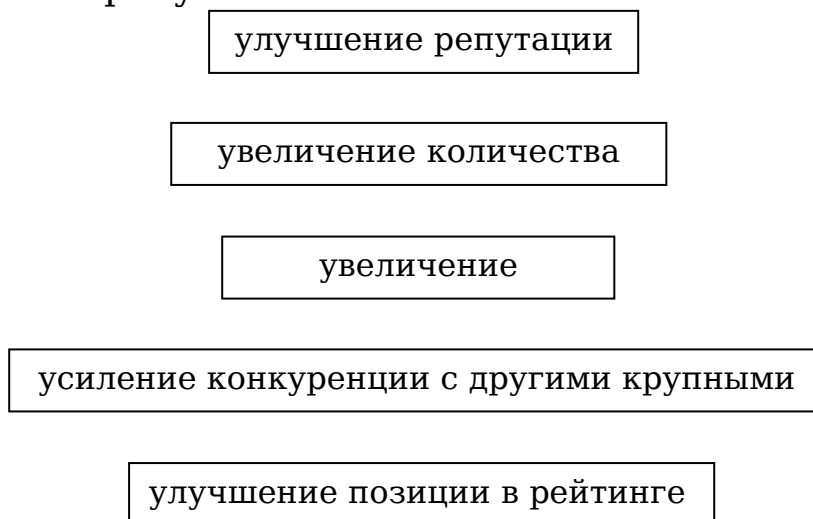 улучшение репутации
увеличение количества
увеличение
усиление конкуренции с другими крупными
улучшение позиции в рейтинге